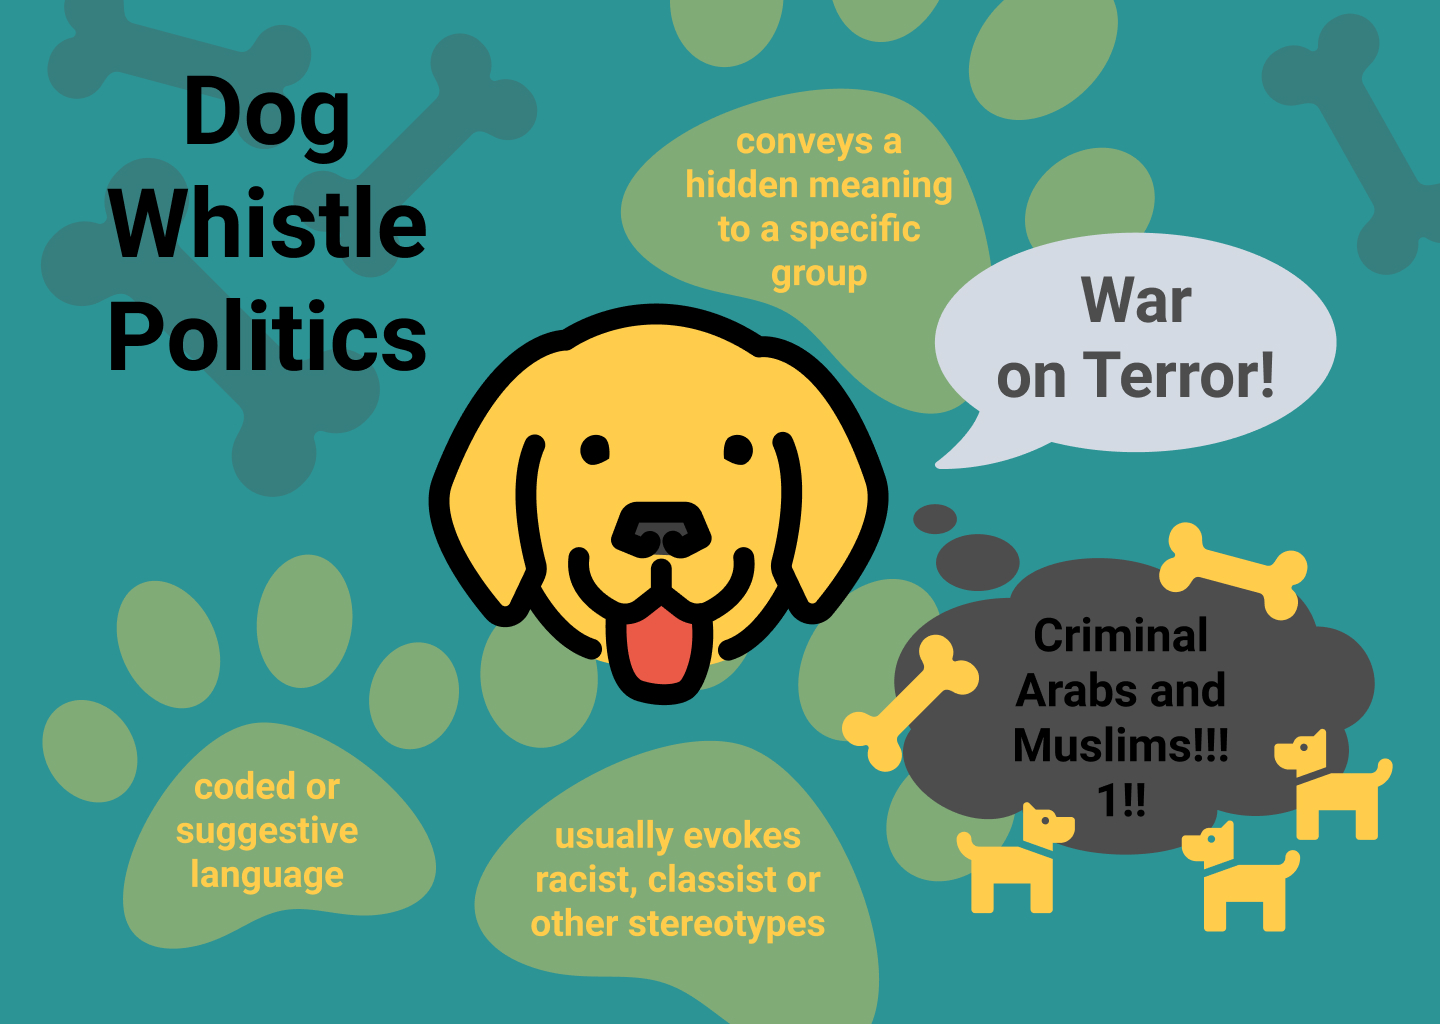 Dog
Whistle
Politics
conveys a
hidden meaning
to a specific
group
War
on Terror!
Criminal
Arabs and
Muslims!!!
1!!
coded or
suggestive
language
usually evokes
racist, classist or
other stereotypes